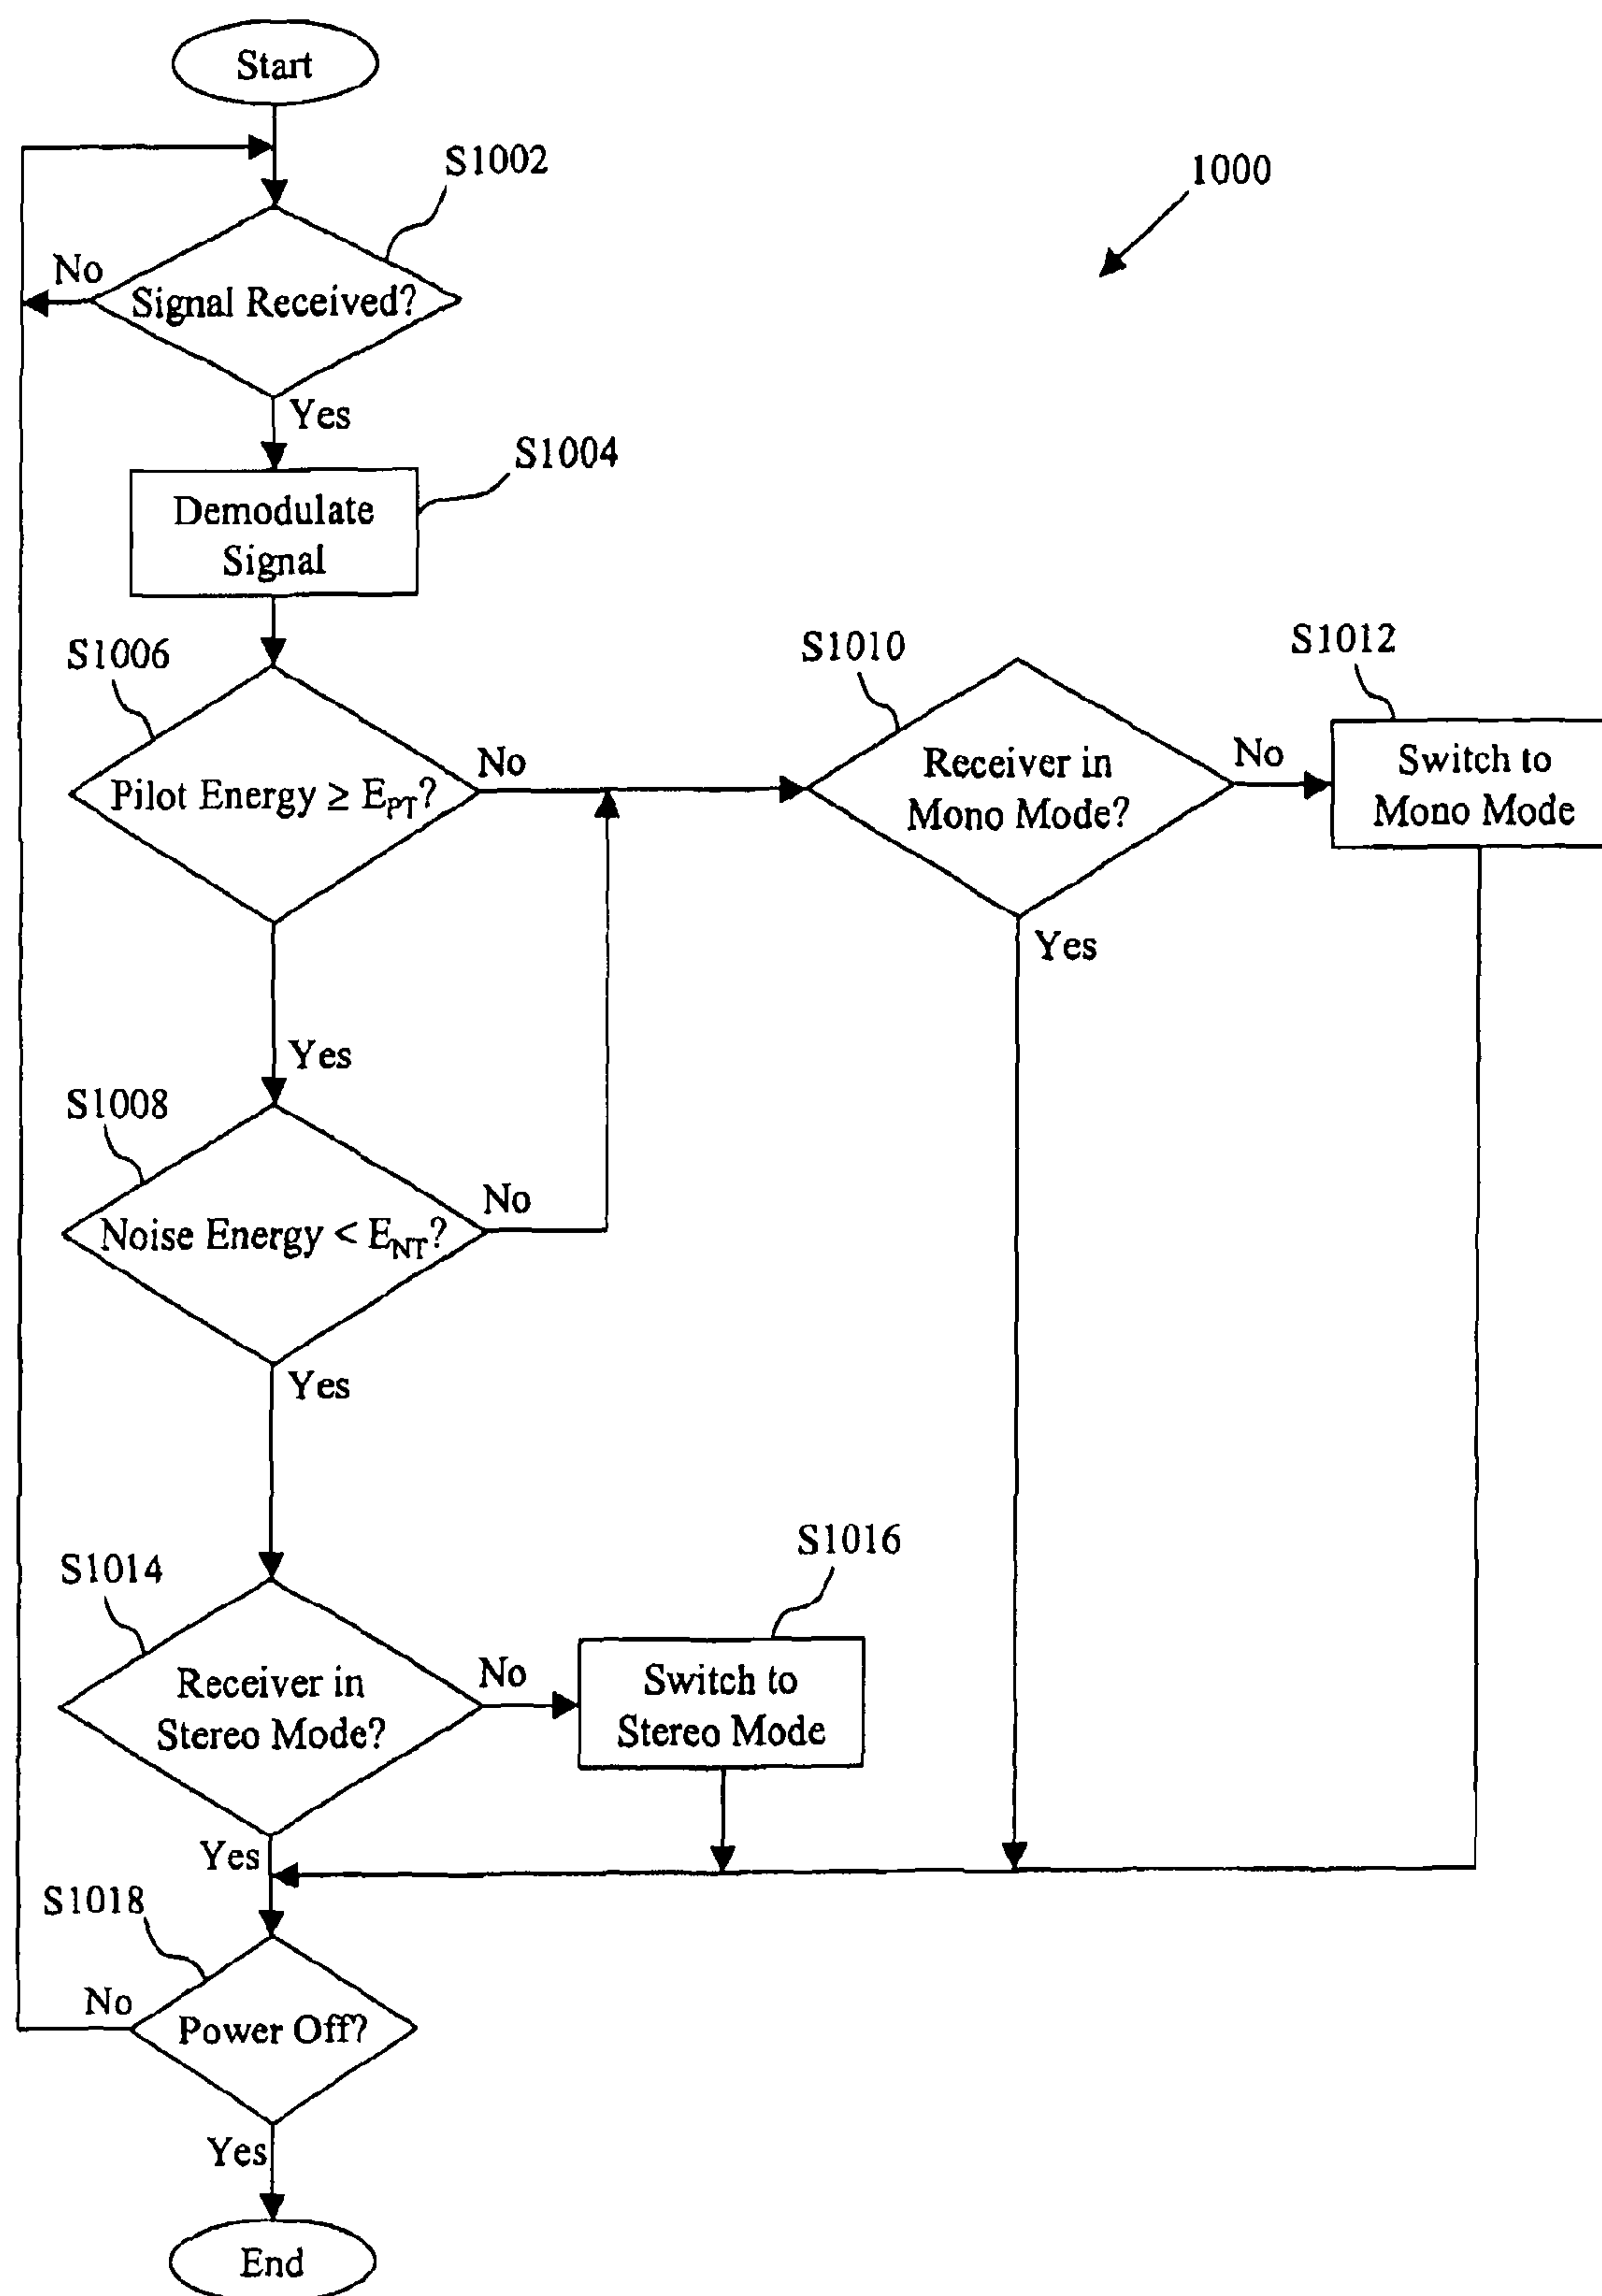 Start
S1002
1000
No
Signal Received?
Yes
S1004
Demodulate
Signal
S1006
S1010
S1012
Pilot Energy ≥ E_PT?
No
Receiver in
Mono Mode?
No
Switch to
Mono Mode
Yes
Yes
S1008
Noise Energy < E_NT?
No
Yes
S1014
S1016
Receiver in
Stereo Mode?
No
Switch to
Stereo Mode
Yes
S1018
No
Power Off?
Yes
End